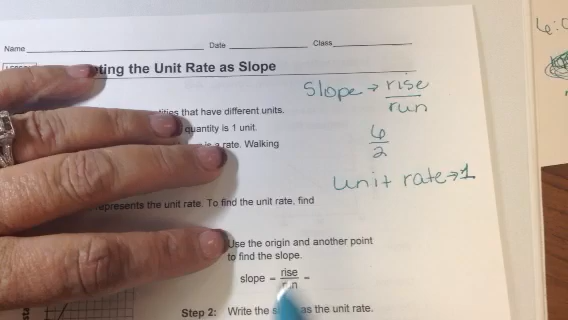 Name Date Class
ting the Unit Rate as Slope
that have different units.
quantity is 1 unit.
a rate. Walking
represents the unit rate. To find the unit rate, find
Use the origin and another point
to find the slope.
slope = rise =
Step 2: Write the as the unit rate.
slope → rise
run
6
2
unit rate→1